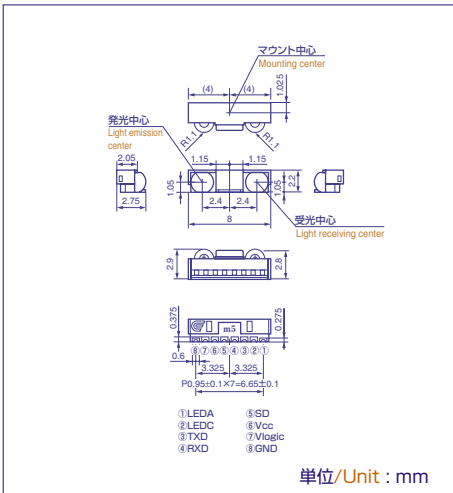 マウント中心
Mounting center
(4)
(4)
1.025
発光中心
Light emission
center
R1.1
R1.1
2.05
1.15
1.15
1.05
1.05
2.2
2.75
2.4
2.4
8
受光中心
Light receiving center
2.9
2.8
0.375
m5
0.275
⑧⑦⑥⑤④③②①
0.6
3.325
3.325
P0.95±0.1×7=6.65±0.1
①LEDA
②LEDC
③TXD
④RXD
⑤SD
⑥Vcc
⑦Vlogic
⑧GND
単位/Unit : mm